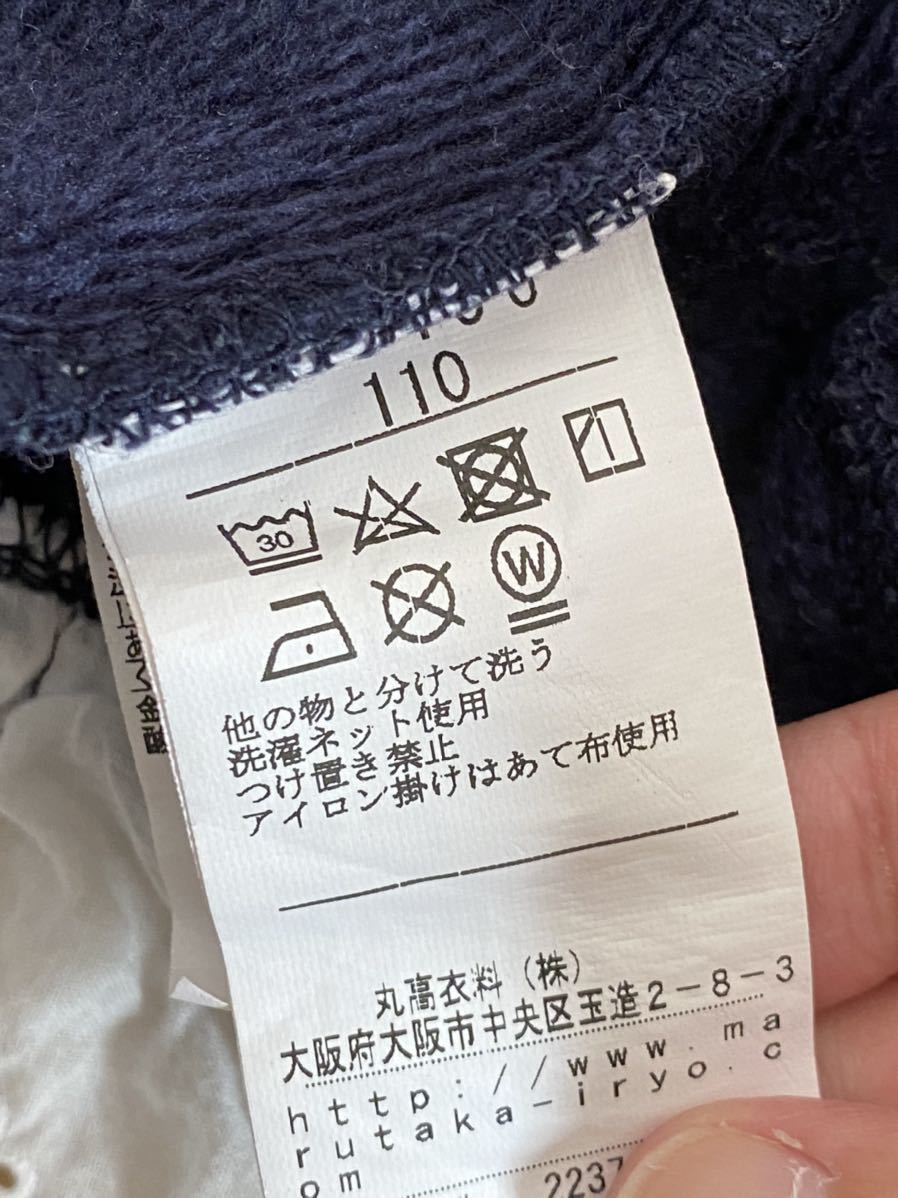 110
30
W
他の物と分けて洗う
洗濯ネット使用
つけ置き禁止
アイロン掛けはあて布使用
丸高衣料（株）
大阪府大阪市中央区玉造2-8-3
http://www.ma
rutaka-iryo.c
om
2237